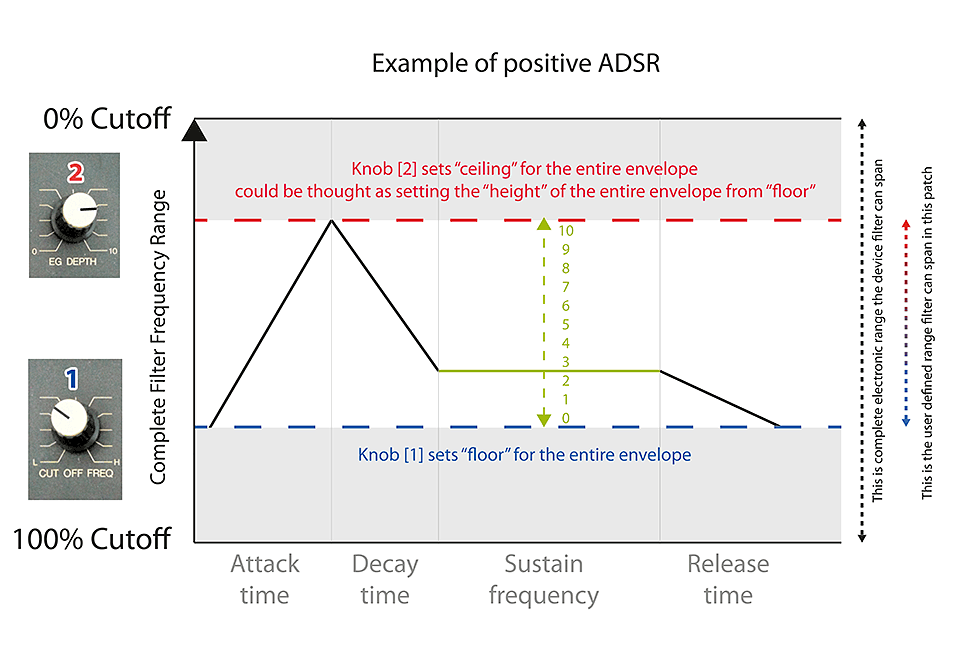 Example of positive ADSR
0% Cutoff
2
0
10
EG DEPTH
1
L
H
CUT OFF FREQ
100% Cutoff
Complete Filter Frequency Range
Knob [2] sets “ceiling” for the entire envelope
could be thought as setting the “height” of the entire envelope from “floor”
10
9
8
7
6
5
4
3
2
1
0
Knob [1] sets “floor” for the entire envelope
Attack
time
Decay
time
Sustain
frequency
Release
time
This is complete electronic range the device filter can span
This is the user defined range filter can span in this patch